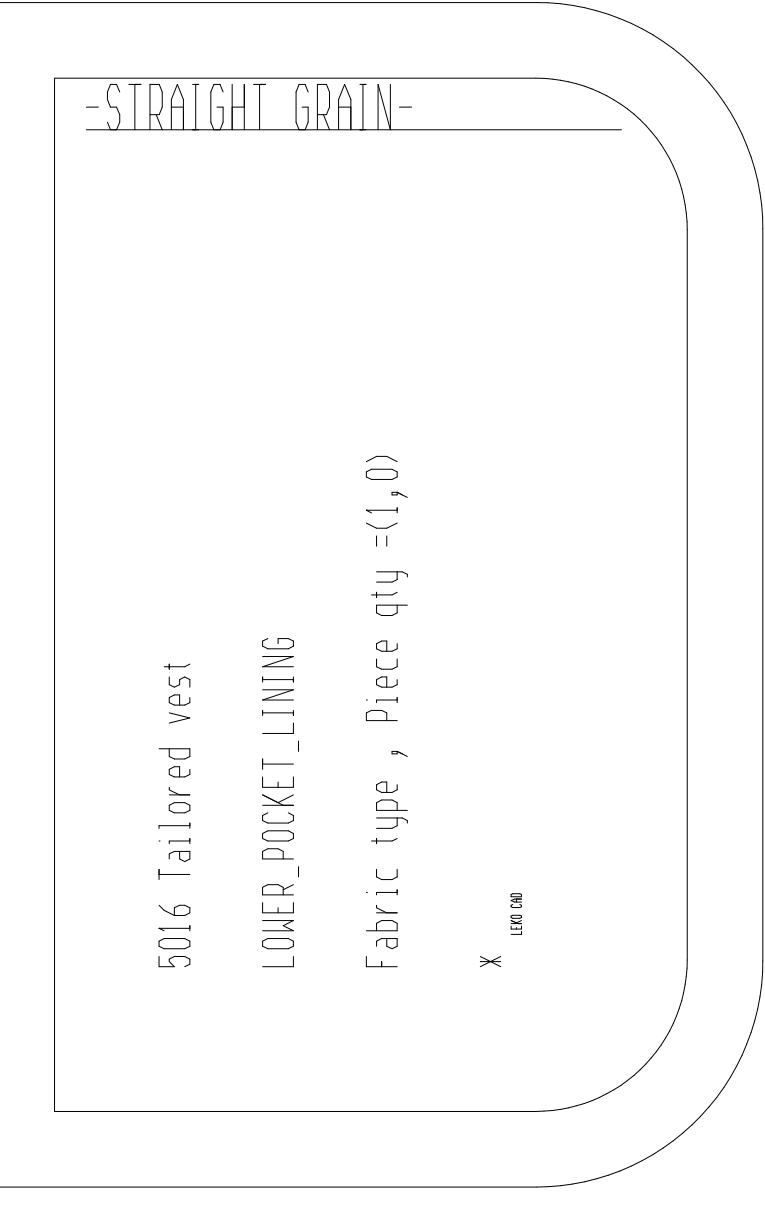 -STRAIGHT GRAIN-
5016 Tailored vest
LOWER_POCKET_LINING
Fabric type , Piece qty =(1,0)
Ж
LEKO CAD